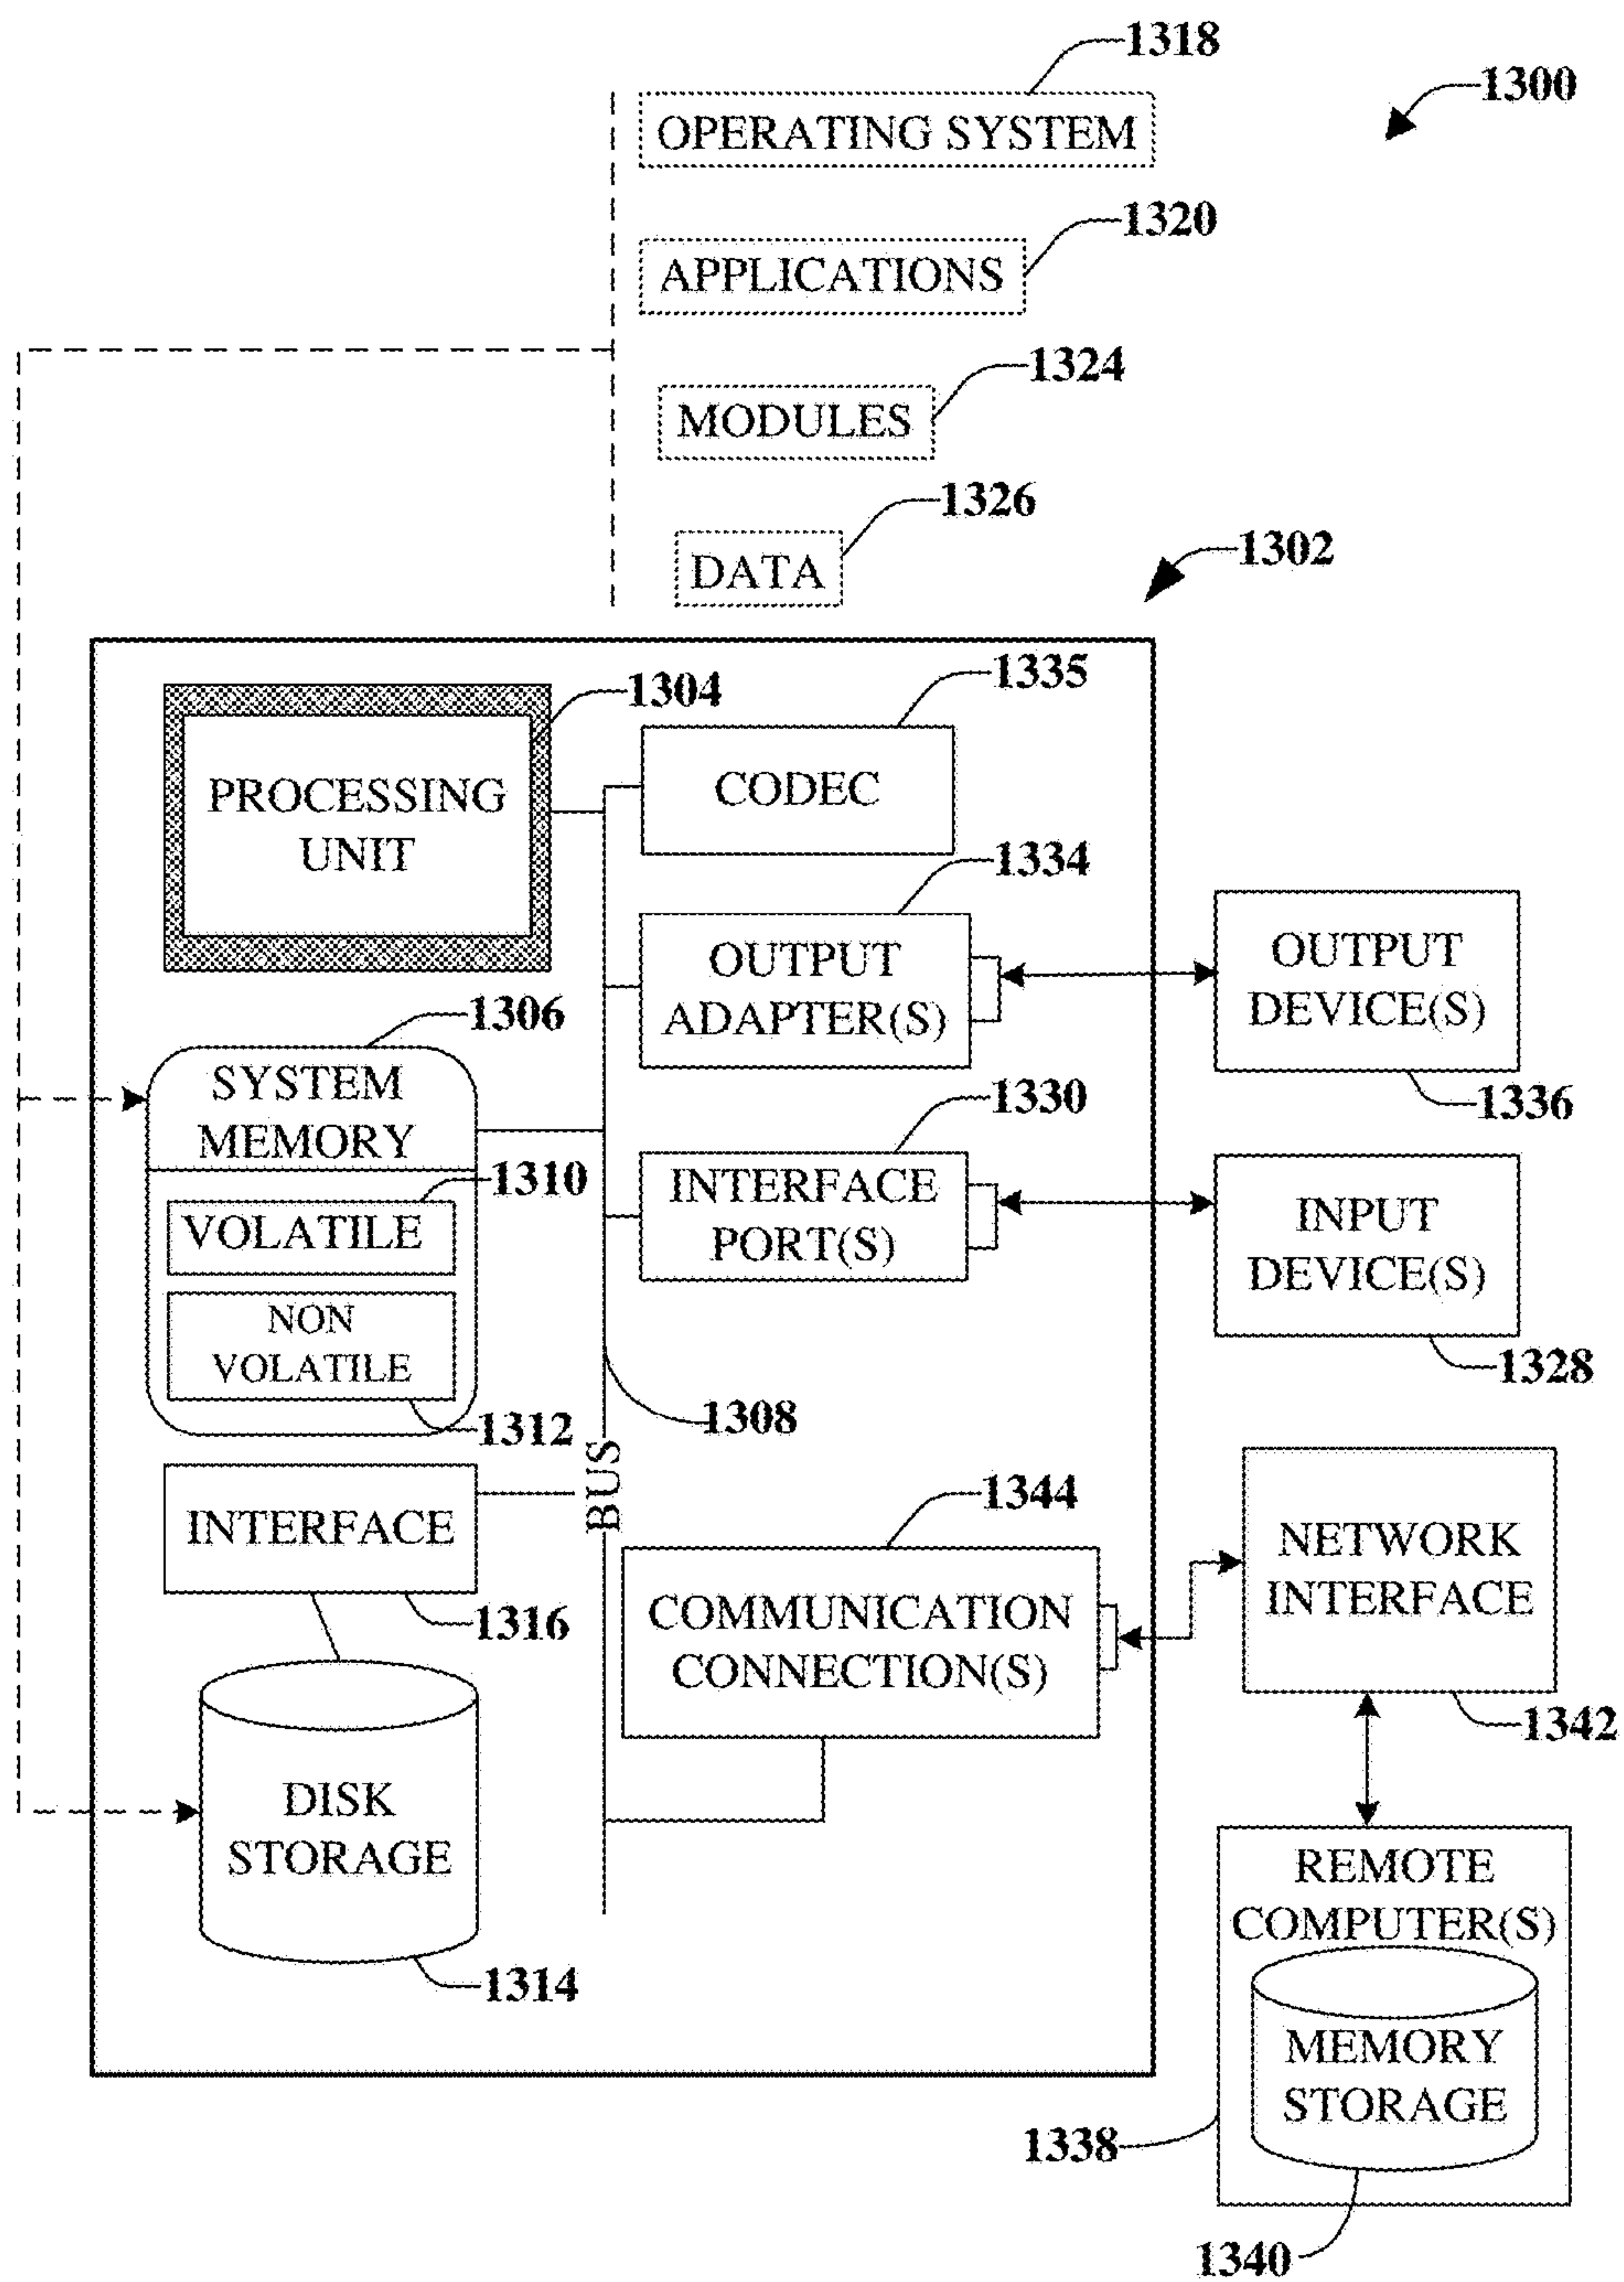 1318
1300
OPERATING SYSTEM
1320
APPLICATIONS
1324
MODULES
1326
DATA
1302
1304
PROCESSING
UNIT
1335
CODEC
1334
OUTPUT
ADAPTER(S)
OUTPUT
DEVICE(S)
1336
1306
SYSTEM
MEMORY
1310
VOLATILE
NON
VOLATILE
1312
1330
INTERFACE
PORT(S)
INPUT
DEVICE(S)
1328
1308
BUS
INTERFACE
1316
1344
COMMUNICATION
CONNECTION(S)
NETWORK
INTERFACE
1342
DISK
STORAGE
1314
REMOTE
COMPUTER(S)
MEMORY
STORAGE
1338
1340